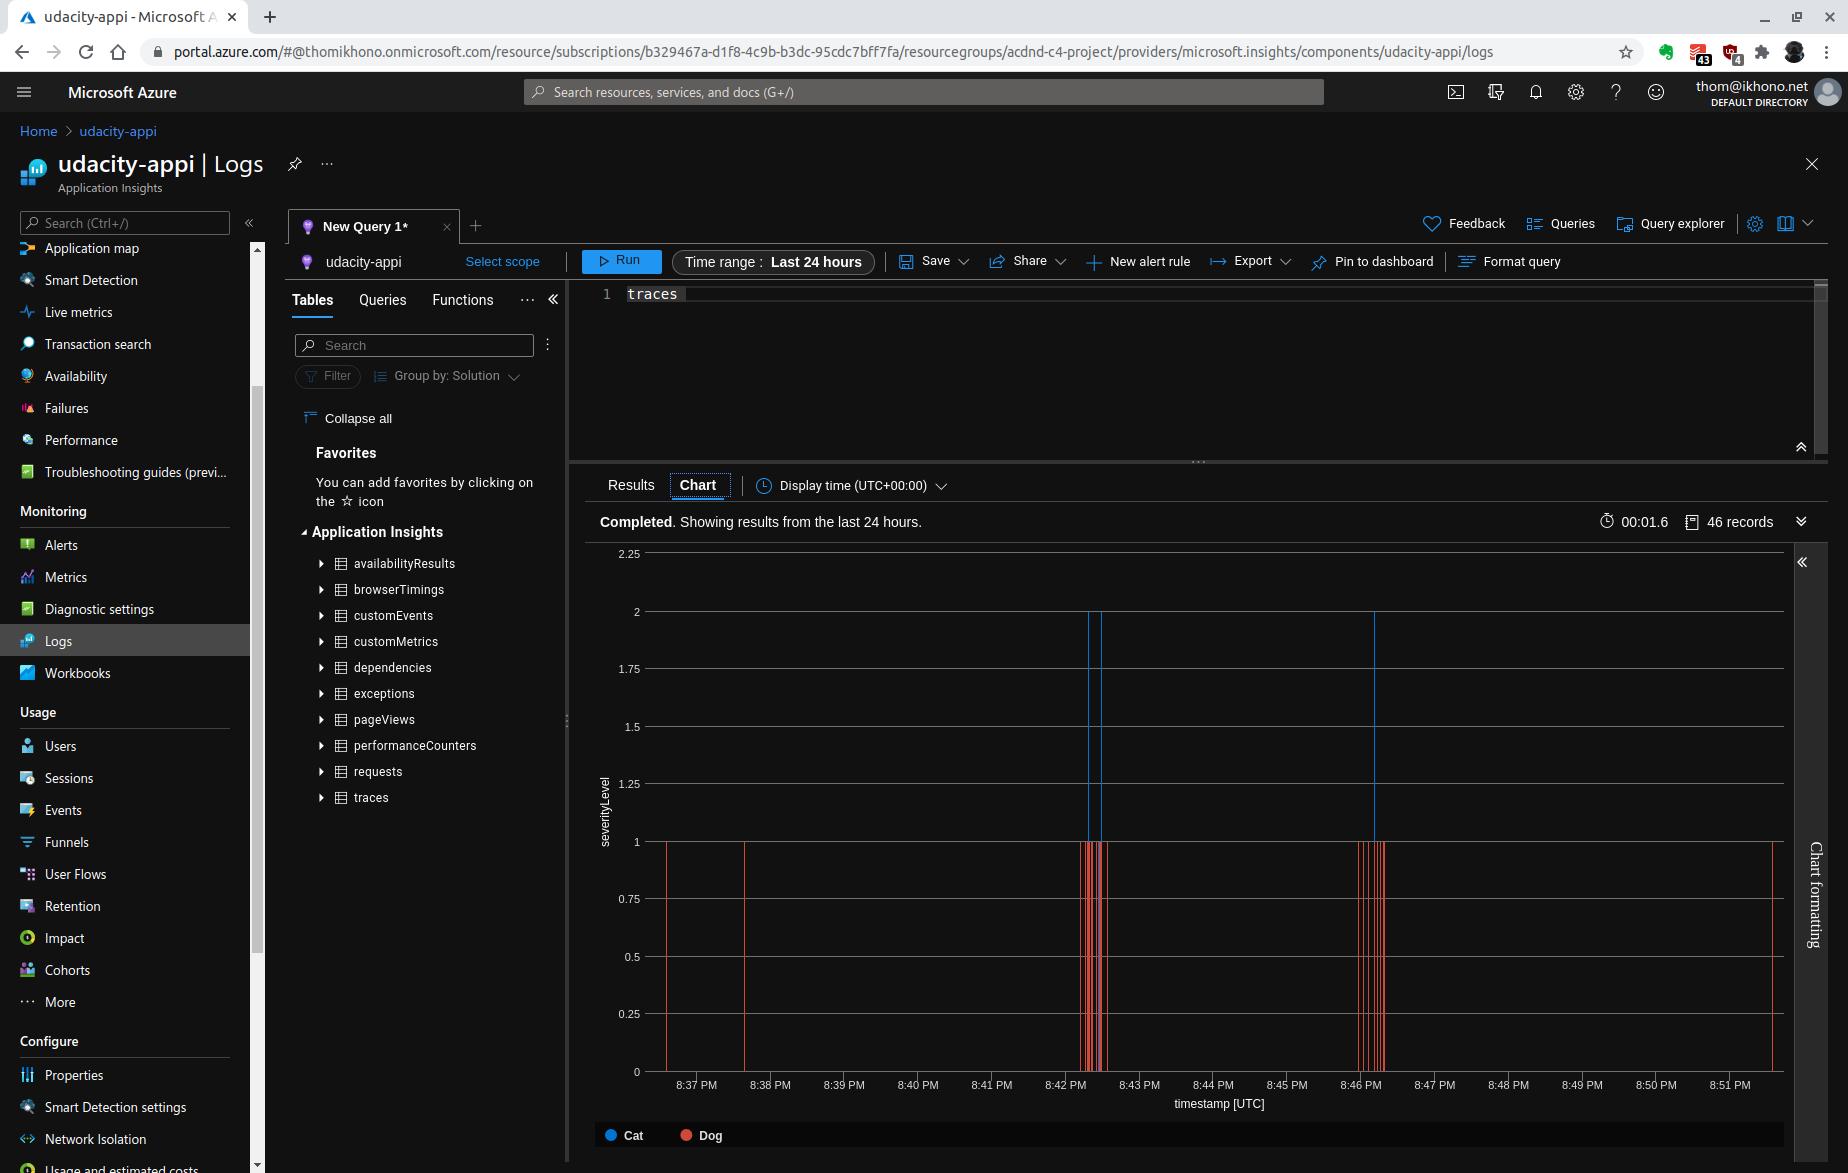 udacity-appi - Microsoft A
portal.azure.com/#@thomikhono.onmicrosoft.com/resource/subscriptions/b329467a-d1f8-4c9b-b3dc-95cdc7bff7fa/resourcegroups/acdnd-c4-project/providers/microsoft.insights/components/udacity-appi/logs
43
4
Microsoft Azure
Search resources, services, and docs (G+/)
thom@ikhono.net
DEFAULT DIRECTORY
Home > udacity-appi
udacity-appi | Logs
Application Insights
Search (Ctrl+/)
Application map
Smart Detection
Live metrics
Transaction search
Availability
Failures
Performance
Troubleshooting guides (previ...
Monitoring
Alerts
Metrics
Diagnostic settings
Logs
Workbooks
Usage
Users
Sessions
Events
Funnels
User Flows
Retention
Impact
Cohorts
More
Configure
Properties
Smart Detection settings
Network Isolation
Usage and estimated costs
New Query 1*
Feedback
Queries
Query explorer
udacity-appi
Select scope
Run
Time range : Last 24 hours
Save
Share
New alert rule
Export
Pin to dashboard
Format query
Tables
Queries
Functions
Search
Filter
Group by: Solution
Collapse all
Favorites
You can add favorites by clicking on
the ☆ icon
Application Insights
availabilityResults
browserTimings
customEvents
customMetrics
dependencies
exceptions
pageViews
performanceCounters
requests
traces
1 traces
Results
Chart
Display time (UTC+00:00)
Completed. Showing results from the last 24 hours.
00:01.6
46 records
2.25
2
1.75
1.5
1.25
1
0.75
0.5
0.25
0
severityLevel
8:37 PM 8:38 PM 8:39 PM 8:40 PM 8:41 PM 8:42 PM 8:43 PM 8:44 PM 8:45 PM 8:46 PM 8:47 PM 8:48 PM 8:49 PM 8:50 PM 8:51 PM
timestamp [UTC]
Cat
Dog
Chart formatting